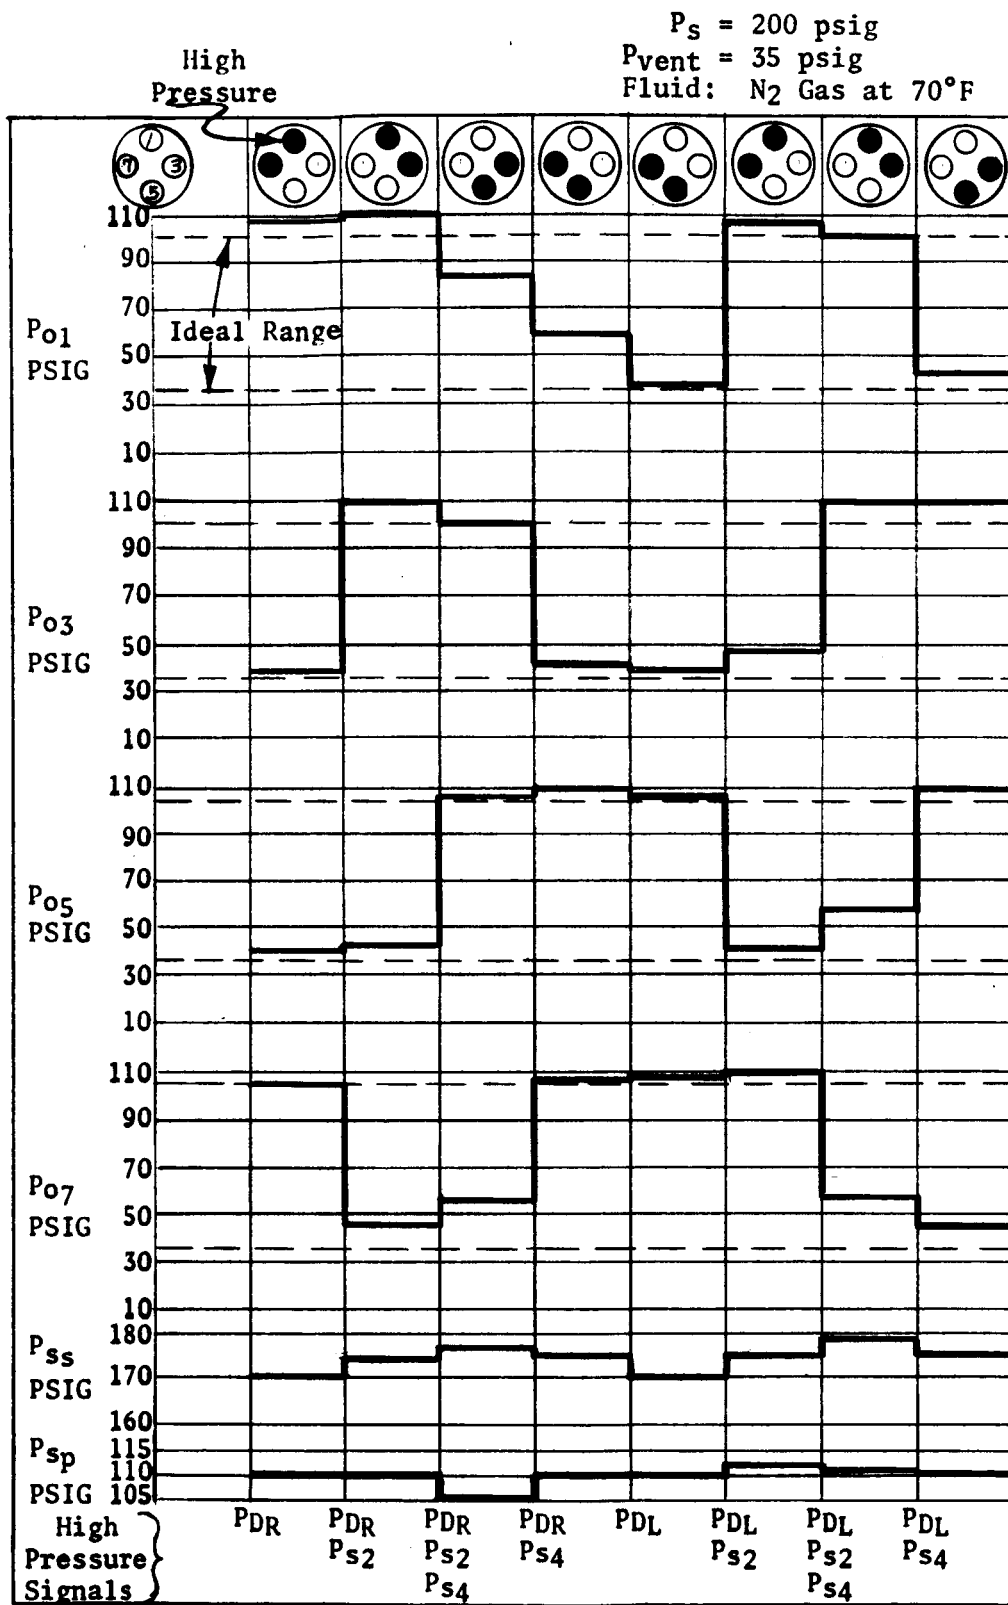 Ps = 200 psig
Pvent = 35 psig
Fluid: N2 Gas at 70°F
High
Pressure
1
7 3
5
110
90
Ideal Range
70
Po1
PSIG
50
30
10
110
90
70
Po3
PSIG
50
30
10
110
90
70
Po5
PSIG
50
30
10
110
90
70
Po7
PSIG
50
30
10
180
Pss
PSIG
170
160
115
Psp
110
PSIG 105
High
Pressure
Signals
PDR PDR PDR PDR PDL PDL PDL PDL
Ps2 Ps2 Ps4 Ps2 Ps2 Ps4
Ps4 Ps4